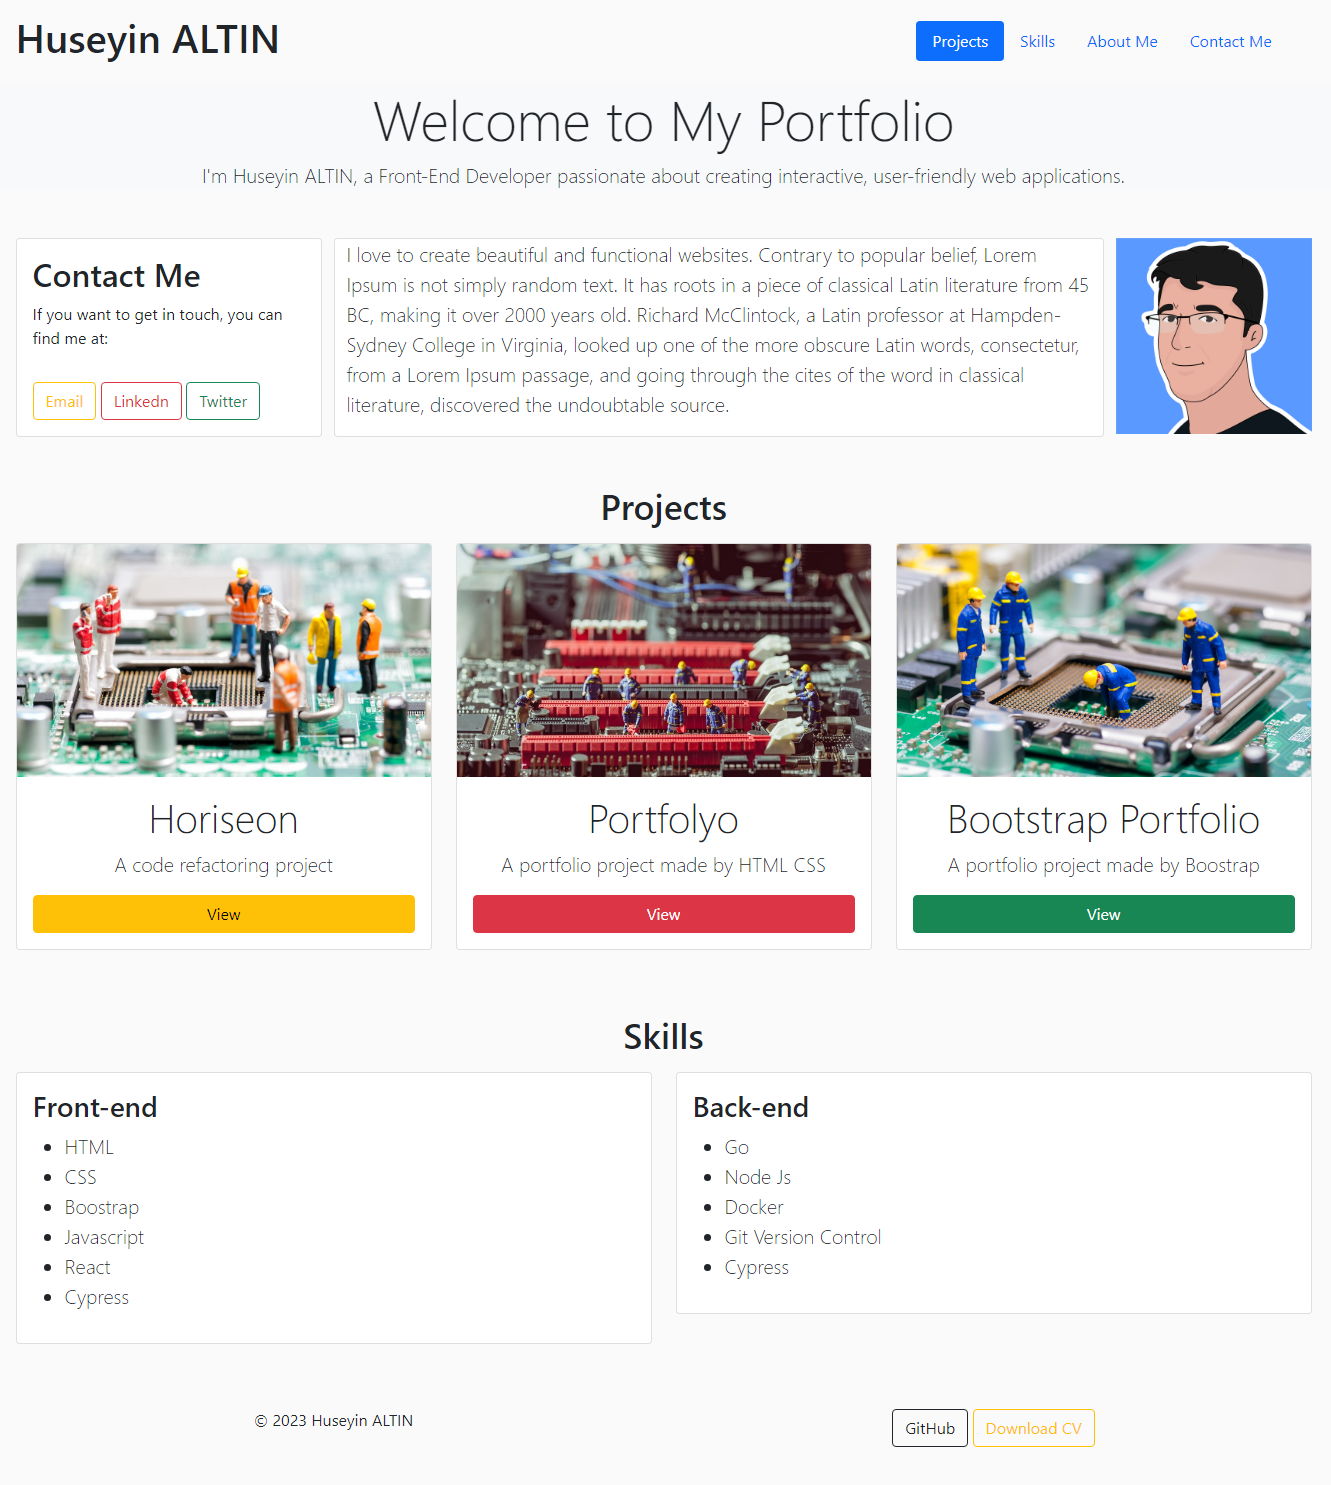 Huseyin ALTIN
Projects
Skills
About Me
Contact Me
Welcome to My Portfolio
I'm Huseyin ALTIN, a Front-End Developer passionate about creating interactive, user-friendly web applications.
Contact Me
If you want to get in touch, you can
find me at:
Email
Linkedn
Twitter
I love to create beautiful and functional websites. Contrary to popular belief, Lorem
Ipsum is not simply random text. It has roots in a piece of classical Latin literature from 45
BC, making it over 2000 years old. Richard McClintock, a Latin professor at Hampden-
Sydney College in Virginia, looked up one of the more obscure Latin words, consectetur,
from a Lorem Ipsum passage, and going through the cites of the word in classical
literature, discovered the undoubtable source.
Projects
Horiseon
A code refactoring project
View
Portfolyo
A portfolio project made by HTML CSS
View
Bootstrap Portfolio
A portfolio project made by Boostrap
View
Skills
Front-end
HTML
CSS
Boostrap
Javascript
React
Cypress
Back-end
Go
Node Js
Docker
Git Version Control
Cypress
© 2023 Huseyin ALTIN
GitHub
Download CV